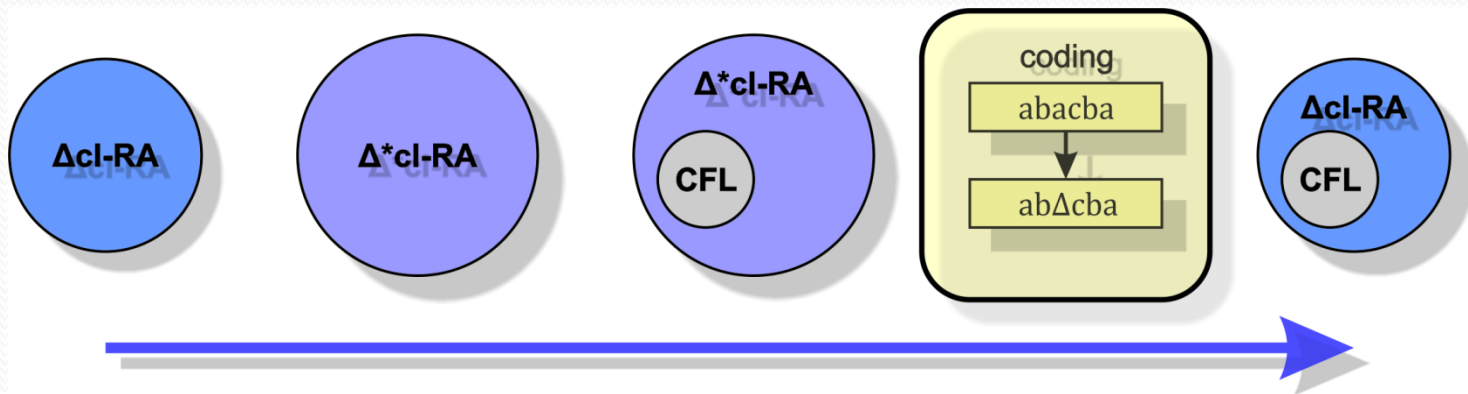 Δcl-RA
Δ*cl-RA
Δ*cl-RA
CFL
coding
abacba
abΔcba
Δcl-RA
CFL